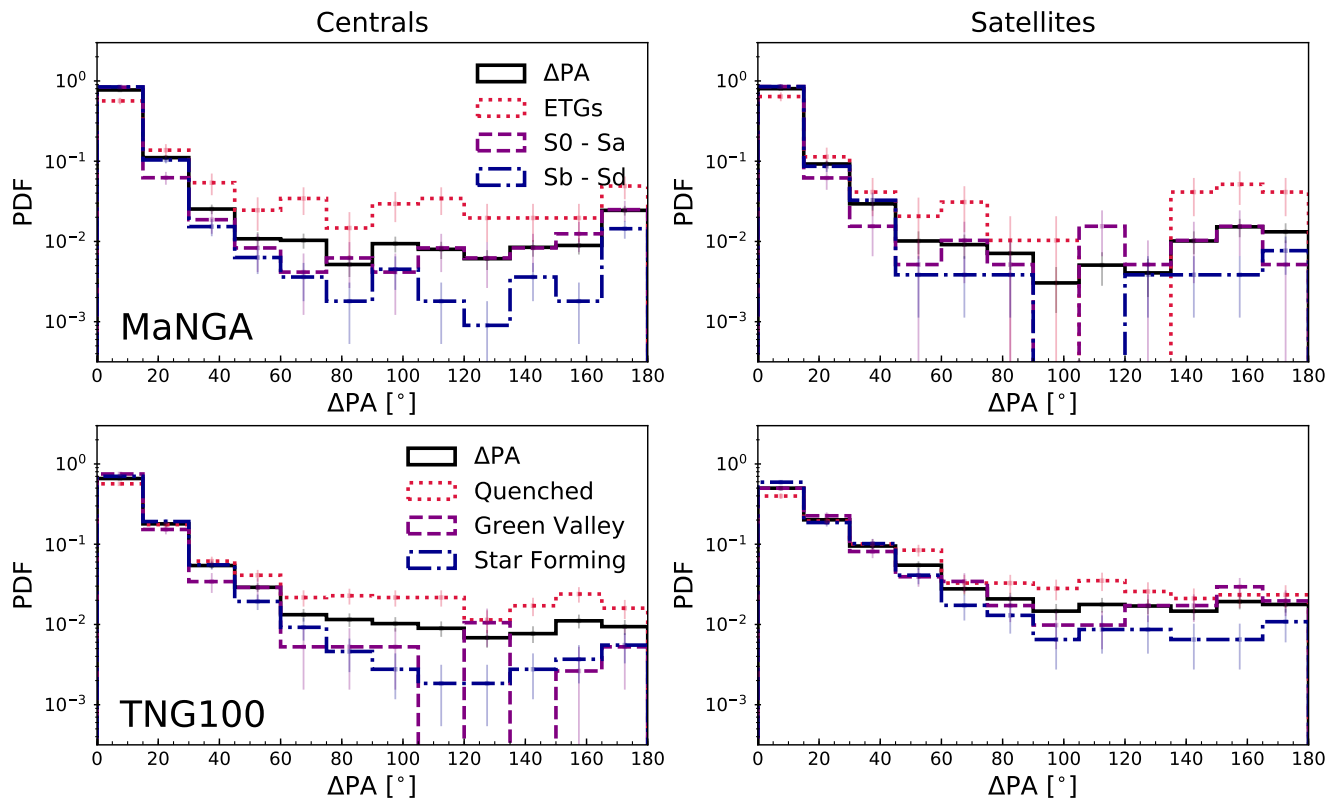 Centrals
Satellites
PDF
10⁰
10⁻¹
10⁻²
10⁻³
ΔPA
ETGs
S0 - Sa
Sb - Sd
MaNGA
0 20 40 60 80 100 120 140 160 180
ΔPA [°]
PDF
10⁰
10⁻¹
10⁻²
10⁻³
0 20 40 60 80 100 120 140 160 180
ΔPA [°]
PDF
10⁰
10⁻¹
10⁻²
10⁻³
ΔPA
Quenched
Green Valley
Star Forming
TNG100
0 20 40 60 80 100 120 140 160 180
ΔPA [°]
PDF
10⁰
10⁻¹
10⁻²
10⁻³
0 20 40 60 80 100 120 140 160 180
ΔPA [°]